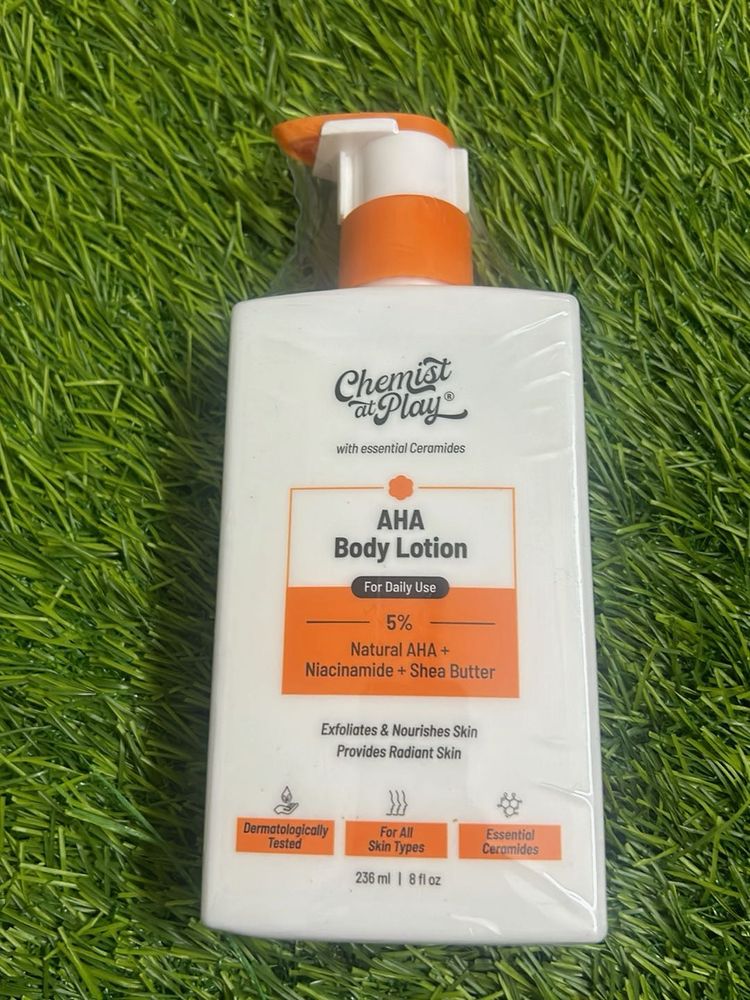 Chemist
at Play®
with essential Ceramides
AHA
Body Lotion
For Daily Use
5%
Natural AHA +
Niacinamide + Shea Butter
Exfoliates & Nourishes Skin
Provides Radiant Skin
Dermatologically
Tested
For All
Skin Types
Essential
Ceramides
236 ml | 8 fl oz